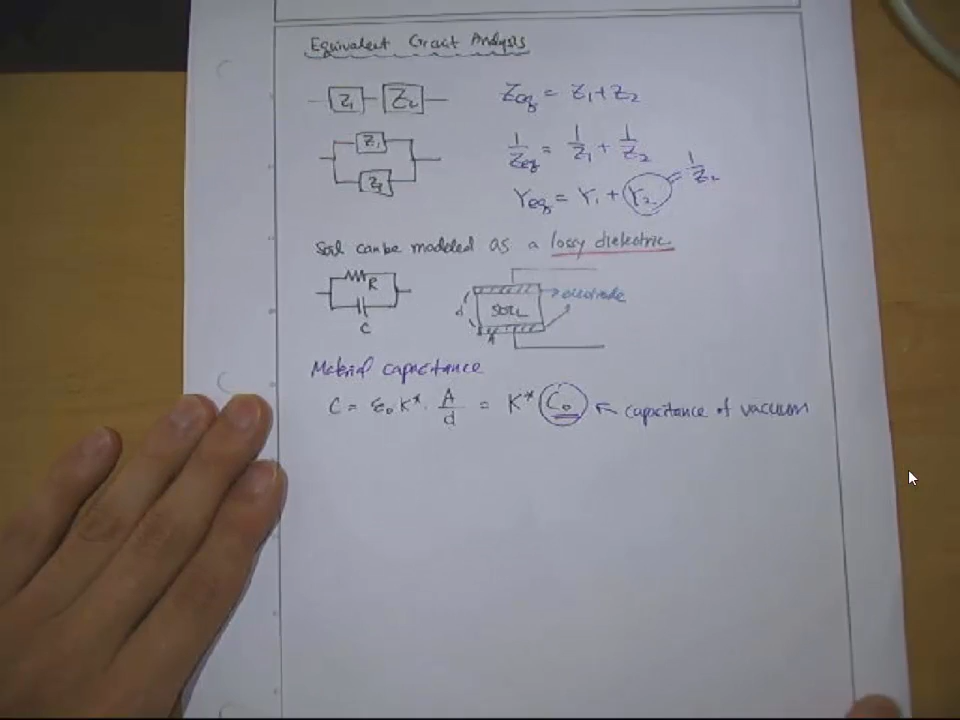 Equivalent Circuit Analysis
Z1 Z2
Zeq = Z1 + Z2
Z1
Z2
1/Zeq = 1/Z1 + 1/Z2
Yeq = Y1 + Y2 = 1/Z2
Soil can be modeled as a lossy dielectric.
R
C
d
SOIL
A
electrode
Material capacitance
C = ε0 K* · A/d = K* C0 ← capacitance of vacuum